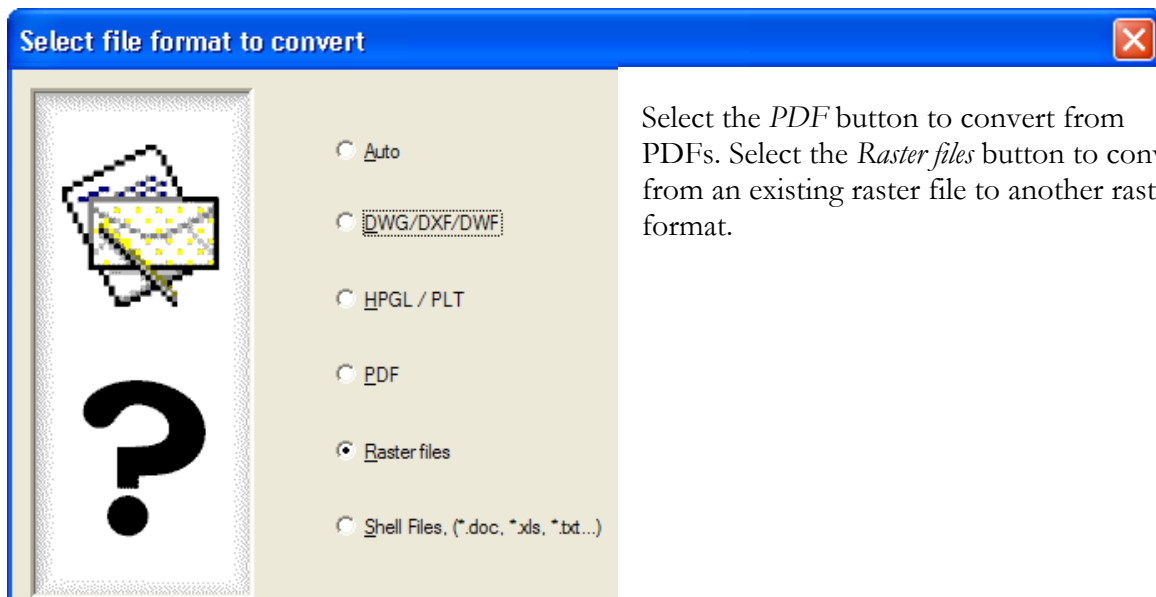 Select file format to convert
Auto
DWG/DXF/DWF
HPGL / PLT
PDF
Raster files
Shell Files, (*.doc, *.xls, *.txt...)
Select the PDF button to convert from
PDFs. Select the Raster files button to
from an existing raster file to another
format.